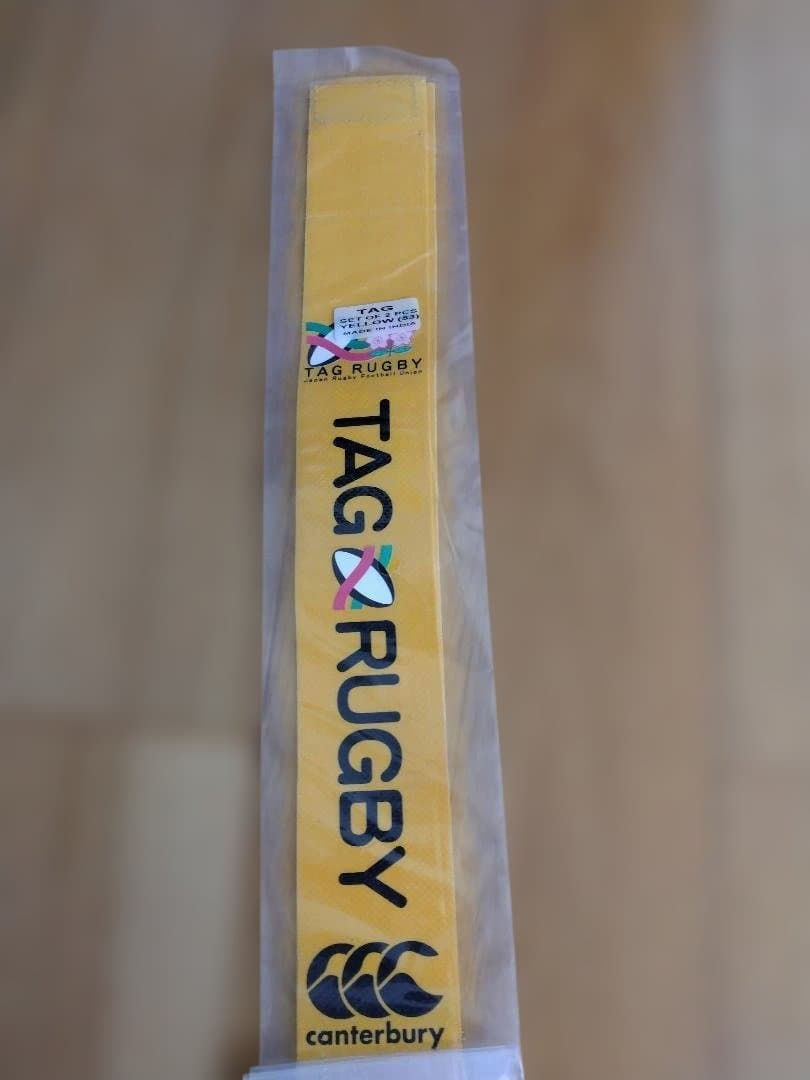 TAG
SET OF 2 PCS
YELLOW (53)
MADE IN INDIA
TAG RUGBY
Japan Rugby Football Union
TAG RUGBY
canterbury